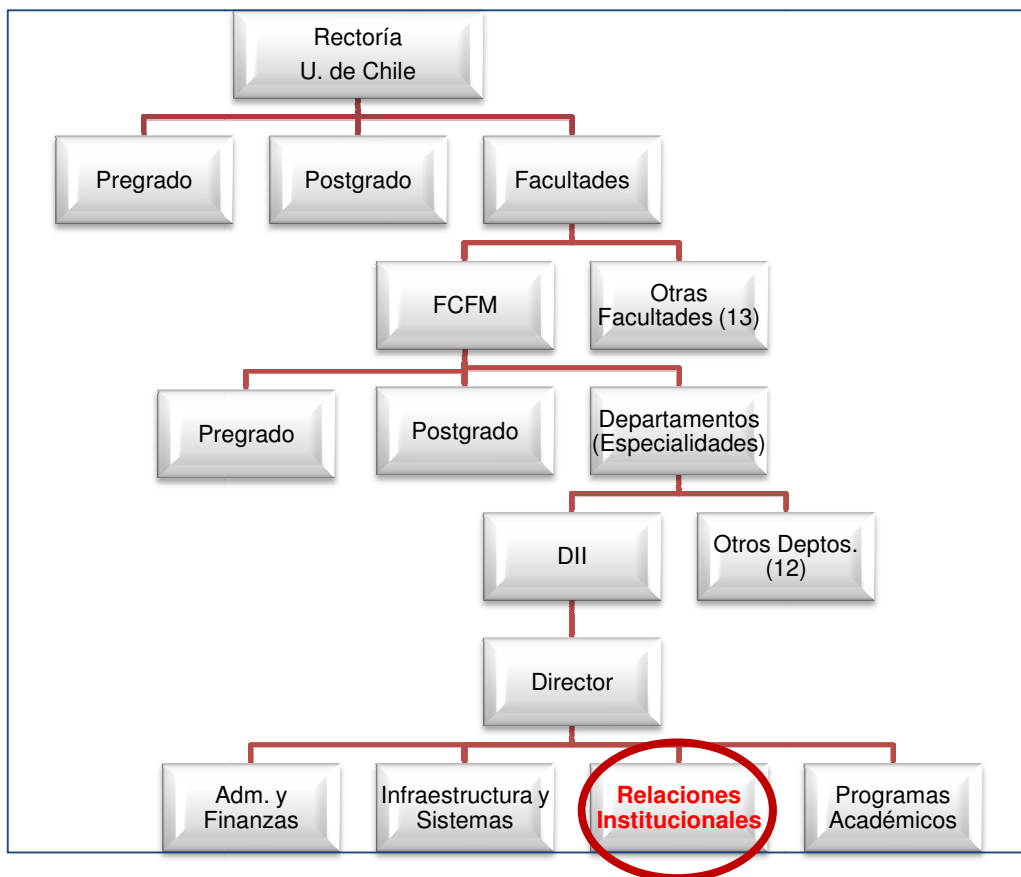 Rectoría
U. de Chile
Pregrado
Postgrado
Facultades
FCFM
Otras
Facultades (13)
Pregrado
Postgrado
Departamentos
(Especialidades)
DII
Otros Deptos.
(12)
Director
Adm. y
Finanzas
Infraestructura y
Sistemas
Relaciones
Institucionales
Programas
Académicos